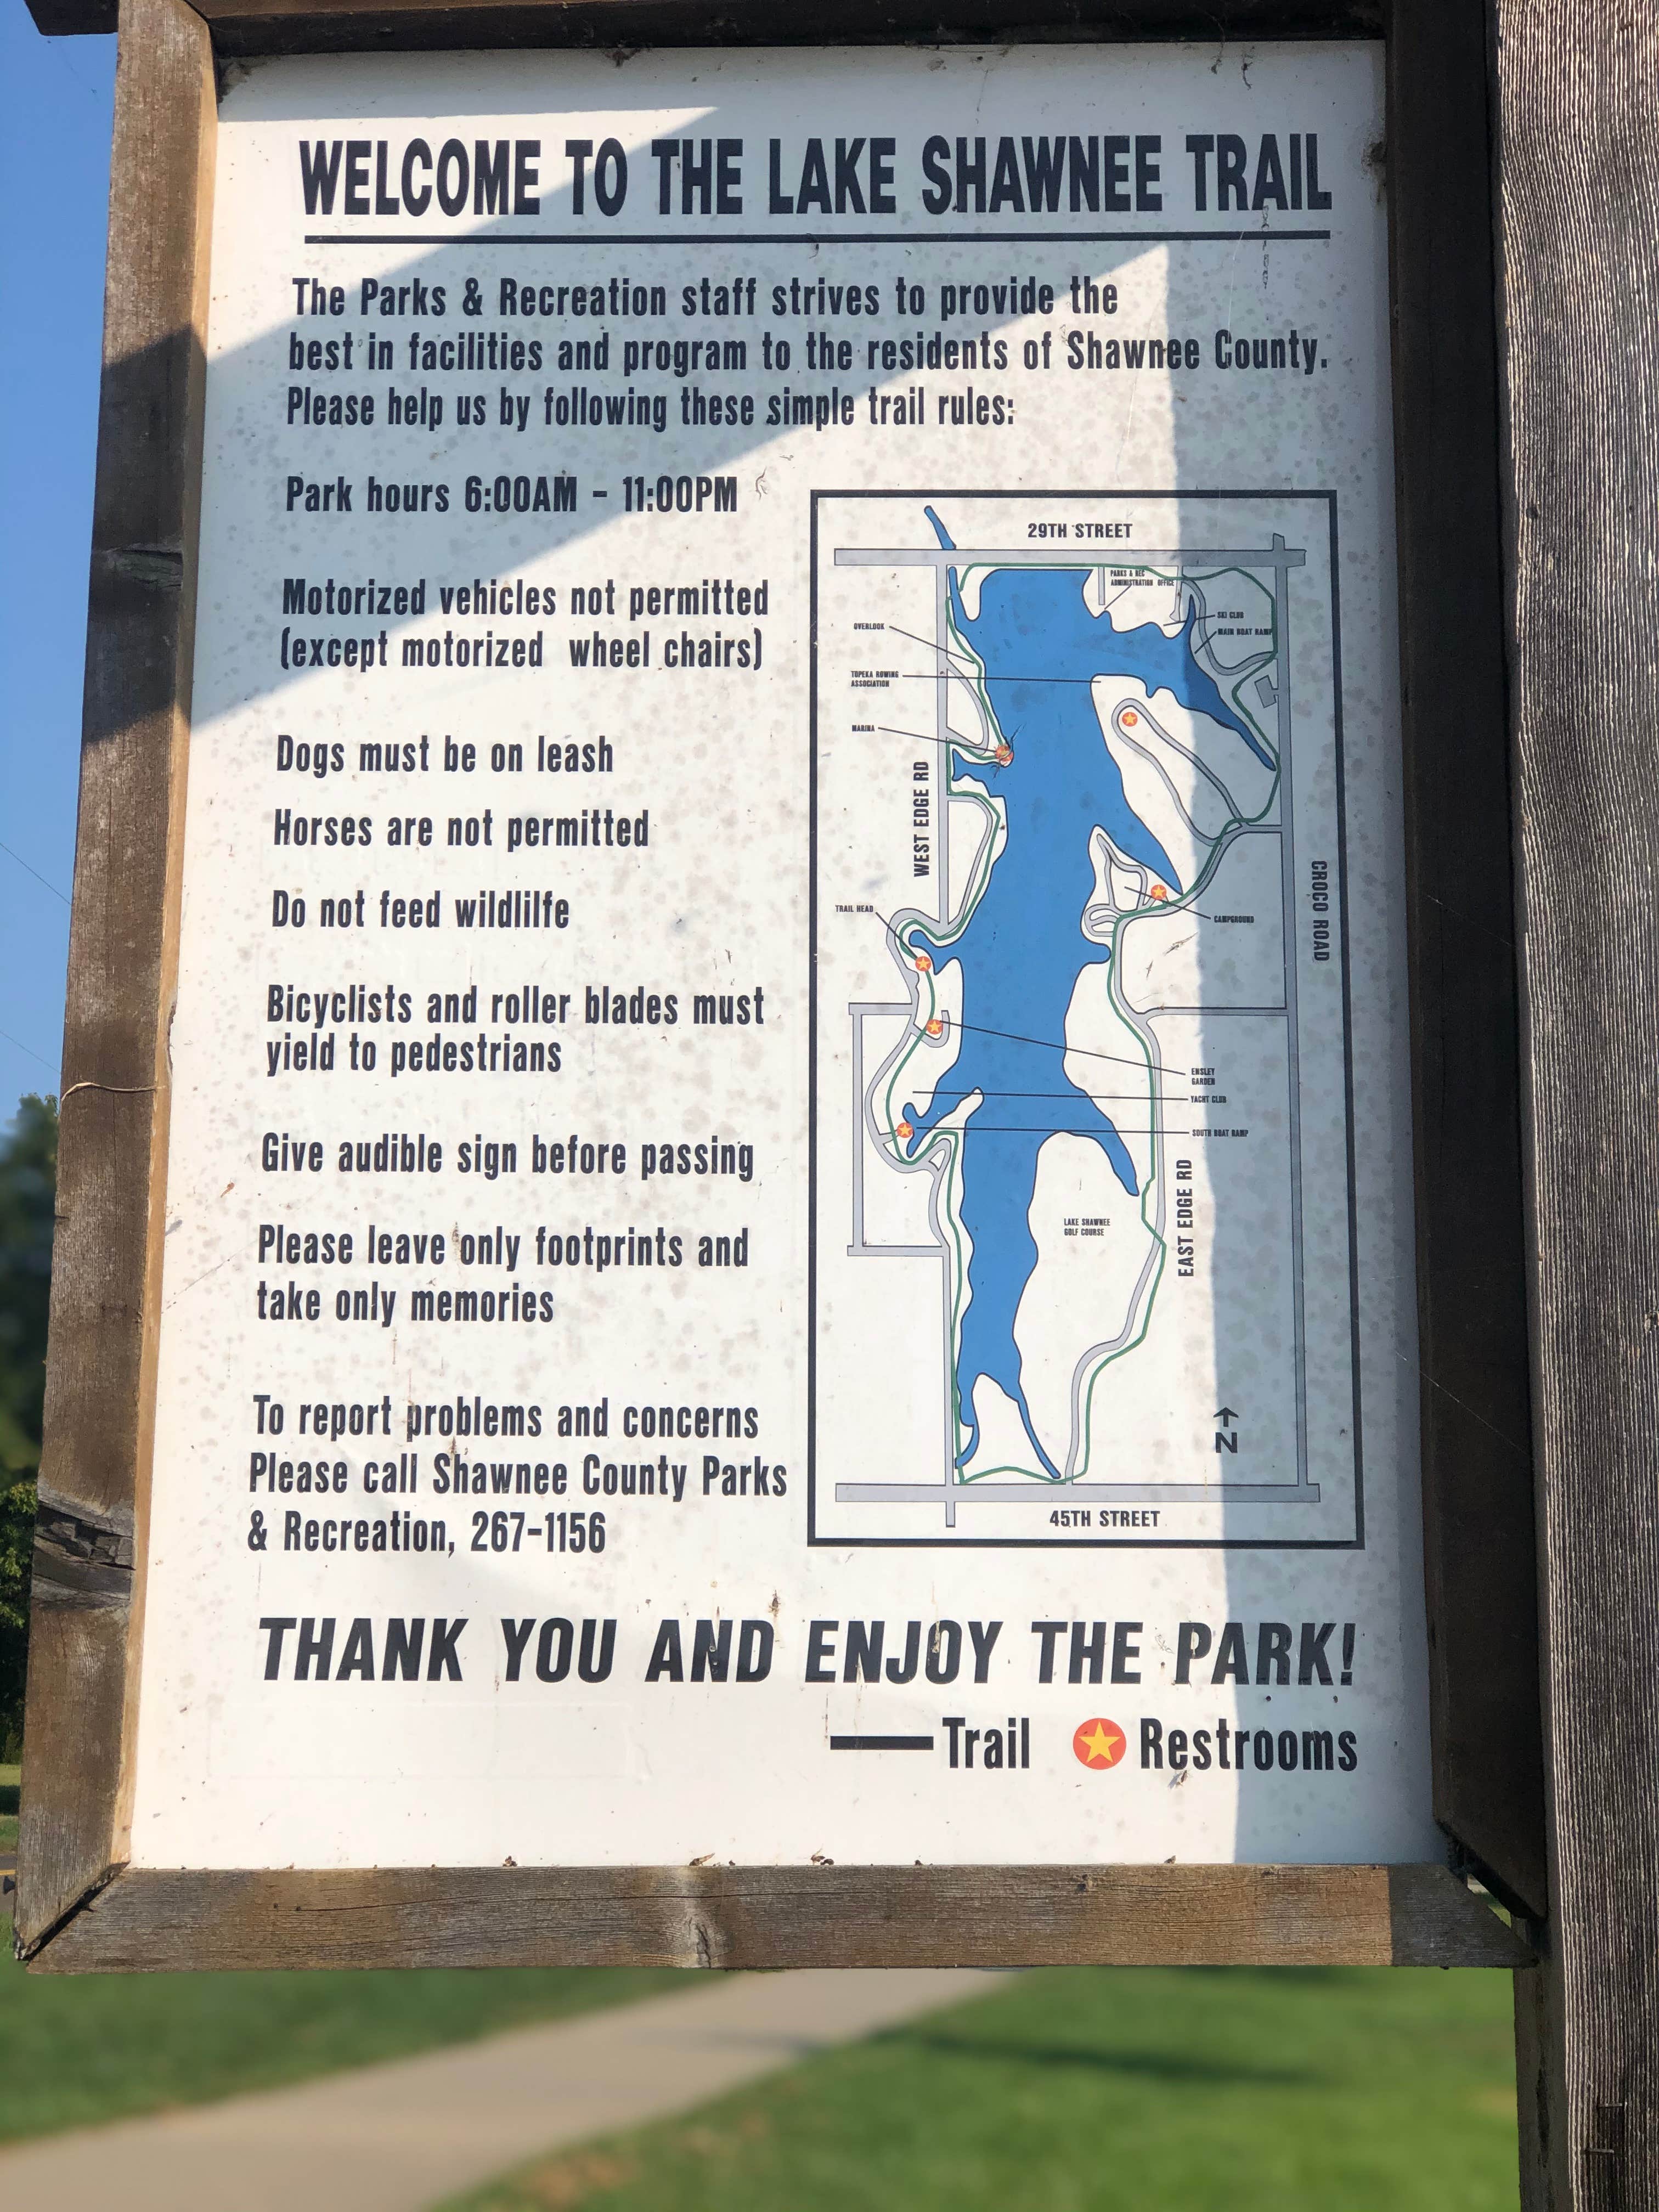 WELCOME TO THE LAKE SHAWNEE TRAIL
The Parks & Recreation staff strives to provide the
best in facilities and program to the residents of Shawnee County.
Please help us by following these simple trail rules:
Park hours 6:00AM - 11:00PM
Motorized vehicles not permitted
(except motorized wheel chairs)
Dogs must be on leash
Horses are not permitted
Do not feed wildlilfe
Bicyclists and roller blades must
yield to pedestrians
Give audible sign before passing
Please leave only footprints and
take only memories
To report problems and concerns
Please call Shawnee County Parks
& Recreation, 267-1156
29TH STREET
PARKS & REC
ADMINISTRATION OFFICE
SKI CLUB
MAIN BOAT RAMP
OVERLOOK
TOPEKA ROWING
ASSOCIATION
MARINA
WEST EDGE RD
CROCO ROAD
TRAIL HEAD
CAMPGROUND
ENSLEY
GARDEN
YACHT CLUB
SOUTH BOAT RAMP
EAST EDGE RD
LAKE SHAWNEE
GOLF COURSE
N
45TH STREET
THANK YOU AND ENJOY THE PARK!
Trail Restrooms